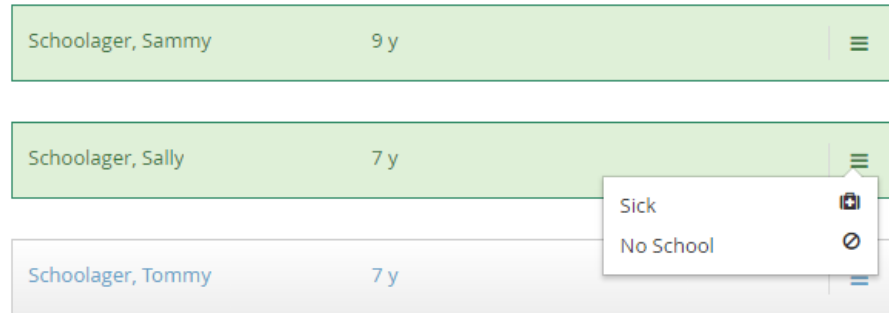 Schoolager, Sammy 9 y
Schoolager, Sally 7 y
Sick
No School
Schoolager, Tommy 7 y